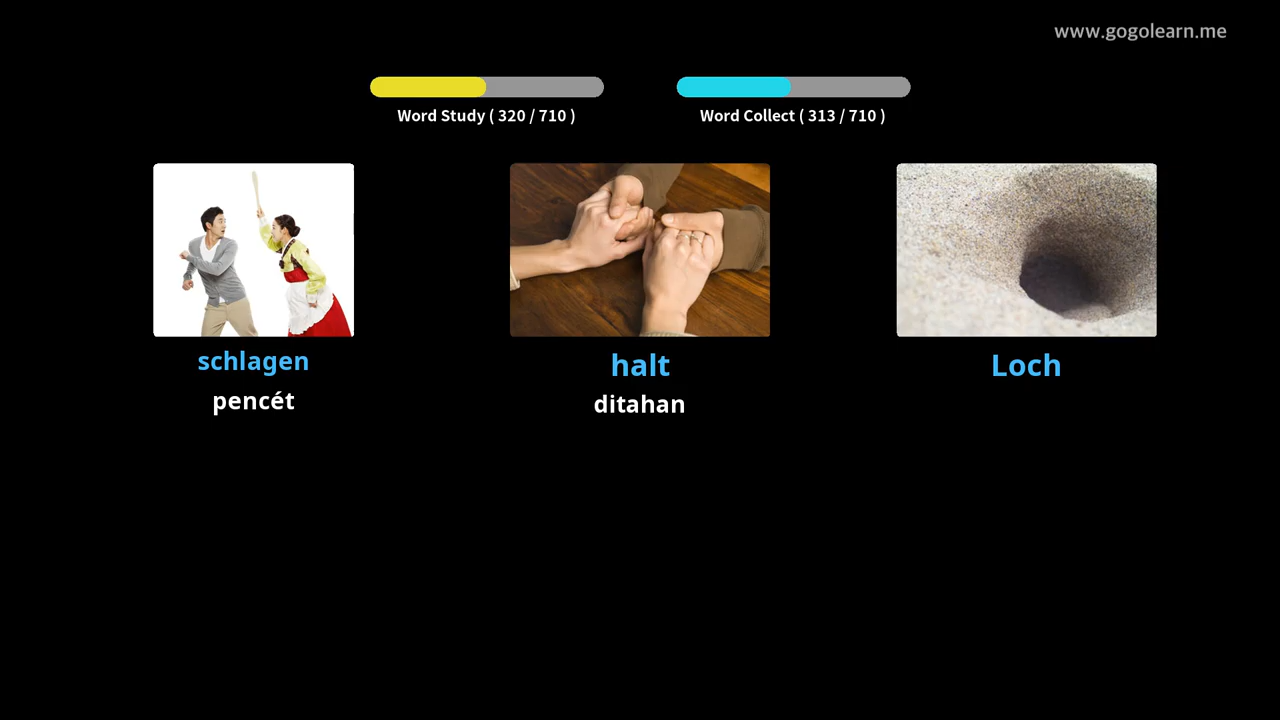 www.gogolearn.me
Word Study ( 320 / 710 )
Word Collect ( 313 / 710 )
schlagen
pencét
halt
ditahan
Loch